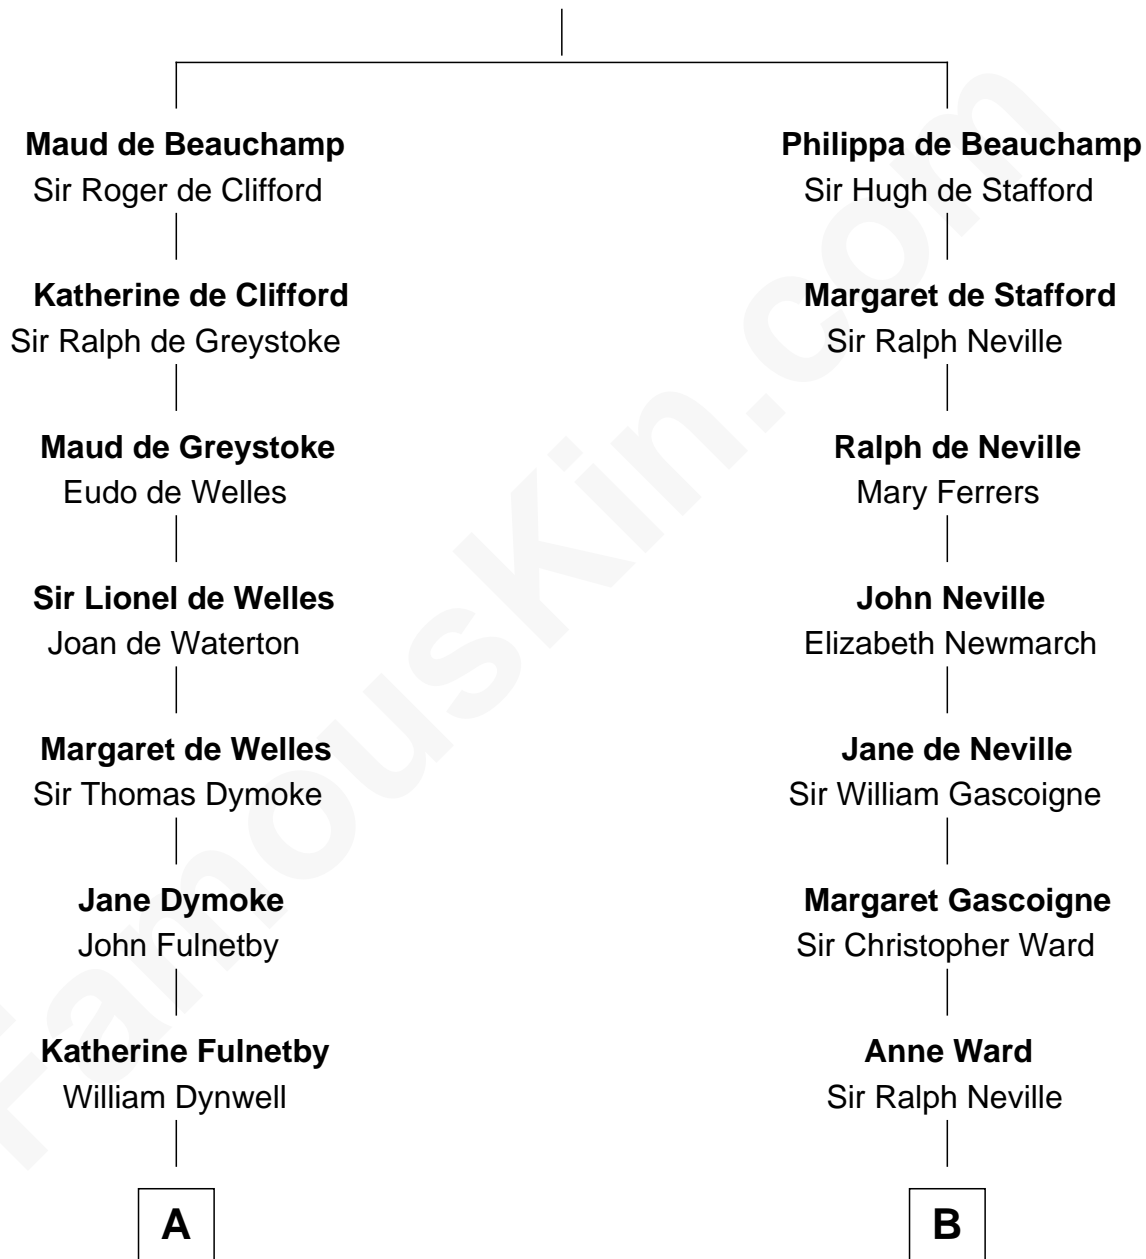 Maud de Beauchamp
Sir Roger de Clifford
Philippa de Beauchamp
Sir Hugh de Stafford
Katherine de Clifford
Sir Ralph de Greystoke
Margaret de Stafford
Sir Ralph Neville
Maud de Greystoke
Eudo de Welles
Ralph de Neville
Mary Ferrers
Sir Lionel de Welles
Joan de Waterton
John Neville
Elizabeth Newmarch
Margaret de Welles
Sir Thomas Dymoke
Jane de Neville
Sir William Gascoigne
Jane Dymoke
John Fulnetby
Margaret Gascoigne
Sir Christopher Ward
Katherine Fulnetby
William Dynwell
Anne Ward
Sir Ralph Neville
A
B
FamousKin.com